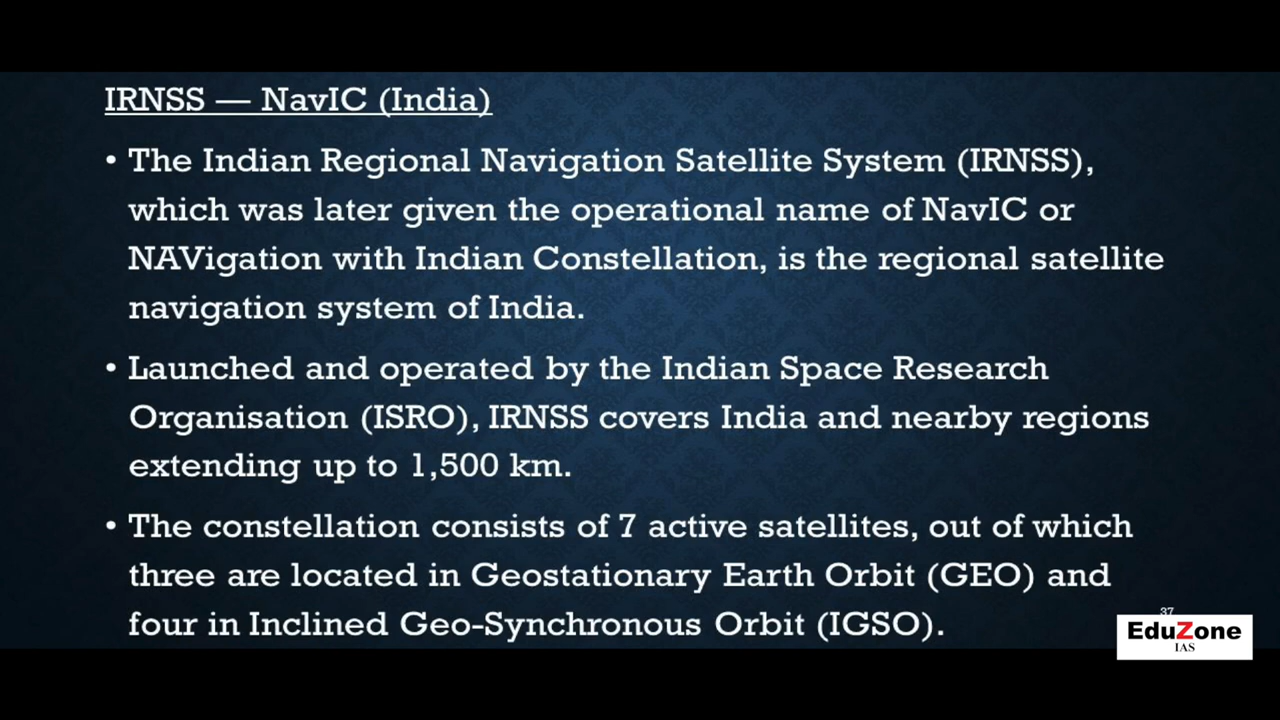 IRNSS — NavIC (India)
• The Indian Regional Navigation Satellite System (IRNSS),
which was later given the operational name of NavIC or
NAVigation with Indian Constellation, is the regional satellite
navigation system of India.
• Launched and operated by the Indian Space Research
Organisation (ISRO), IRNSS covers India and nearby regions
extending up to 1,500 km.
• The constellation consists of 7 active satellites, out of which
three are located in Geostationary Earth Orbit (GEO) and
four in Inclined Geo-Synchronous Orbit (IGSO).
37
EduZone
IAS